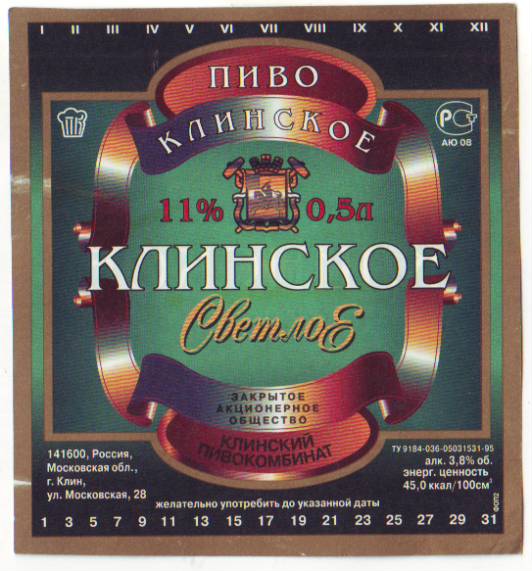 I II III IV V VI VII VIII IX X XI XII
ПИВО
КЛИНСКОЕ
ПК
РСТ
АЮ 08
11% 0,5л
КЛИНСКОЕ
Светлое
ЗАКРЫТОЕ
АКЦИОНЕРНОЕ
ОБЩЕСТВО
КЛИНСКИЙ
ПИВОКОМБИНАТ
141600, Россия,
Московская обл.,
г. Клин,
ул. Московская, 28
ТУ 9184-036-05031531-95
алк. 3,8% об.
энерг. ценность
45,0 ккал/100см³
ФОП2
желательно употребить до указанной даты
1 3 5 7 9 11 13 15 17 19 21 23 25 27 29 31